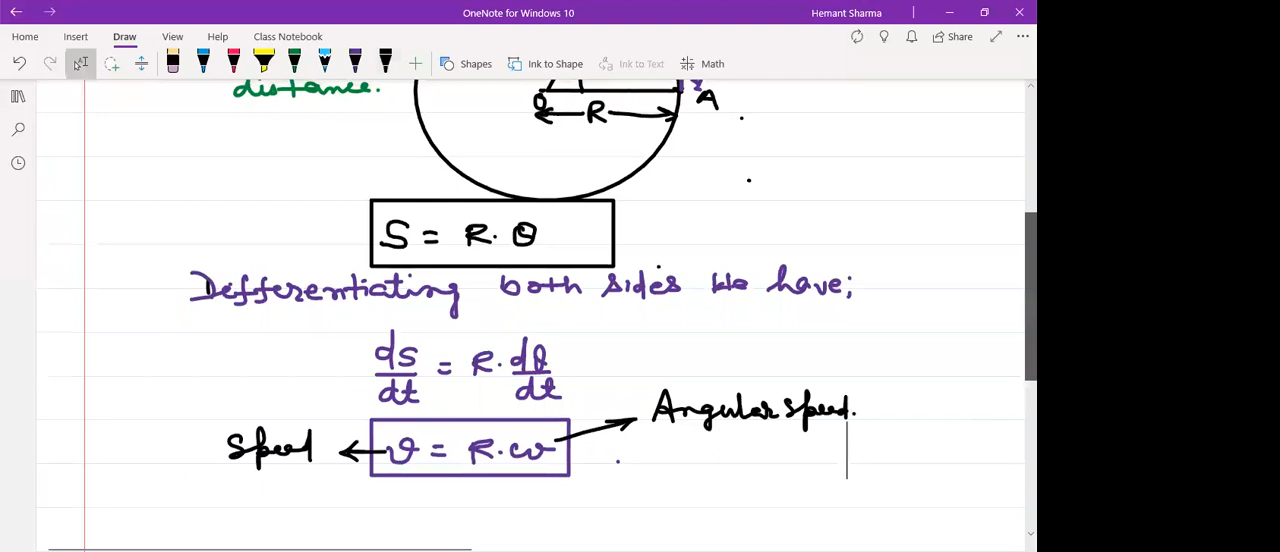 OneNote for Windows 10
Hemant Sharma
Home Insert Draw View Help Class Notebook
Share
Shapes Ink to Shape Ink to Text Math
distance.
O A
R
S = R. θ
Defferentiating both sides We have;
ds/dt = R. dθ/dt
Angular speed.
Speed ← v = R. ω